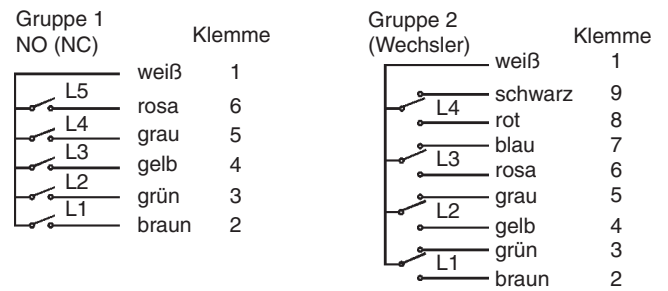 Gruppe 1
NO (NC)
Klemme
weiß 1
L5
rosa 6
L4
grau 5
L3
gelb 4
L2
grün 3
L1
braun 2
Gruppe 2
(Wechsler)
Klemme
weiß 1
schwarz 9
L4
rot 8
blau 7
L3
rosa 6
grau 5
L2
gelb 4
grün 3
L1
braun 2